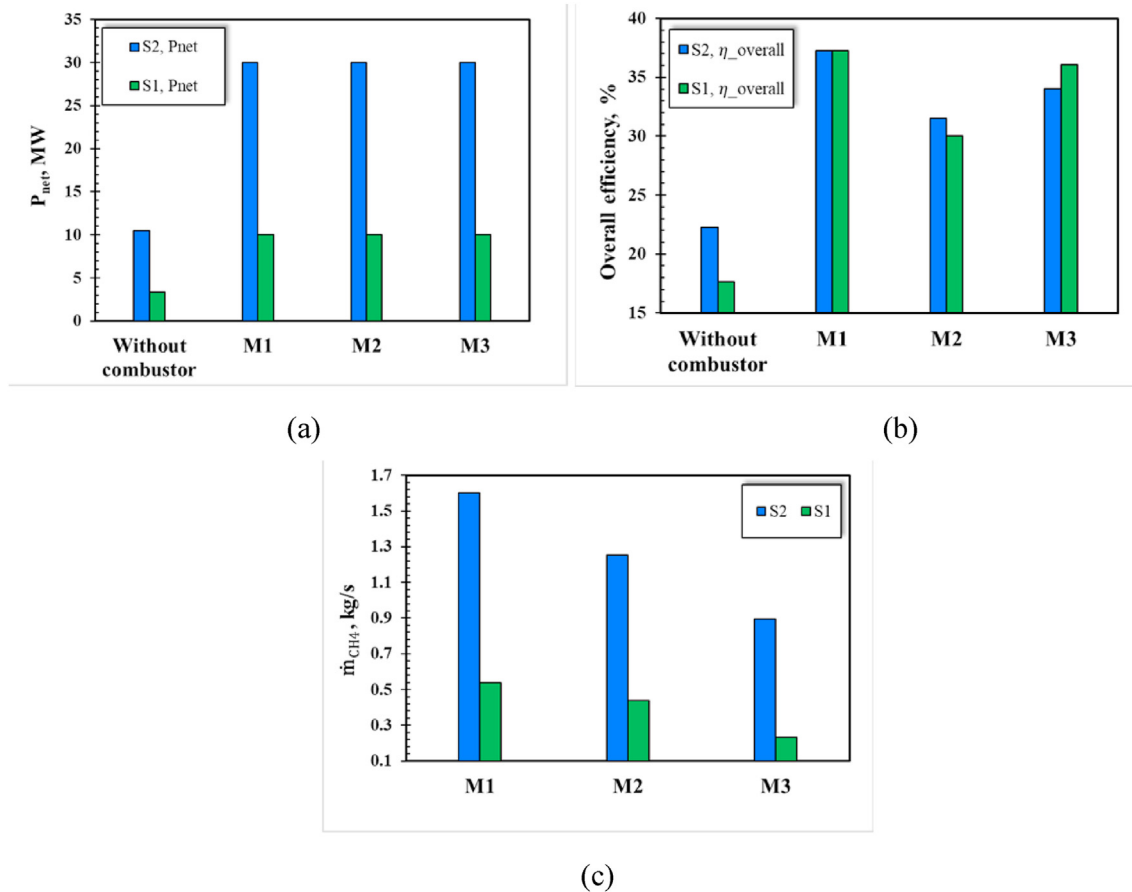 35
30
25
20
15
10
5
0
P_net, MW
S2, Pnet
S1, Pnet
Without combustor
M1
M2
M3
(a)
40
35
30
25
20
15
Overall efficiency, %
S2, η_overall
S1, η_overall
Without combustor
M1
M2
M3
(b)
1.7
1.5
1.3
1.1
0.9
0.7
0.5
0.3
0.1
ṁ_CH4, kg/s
S2 S1
M1
M2
M3
(c)